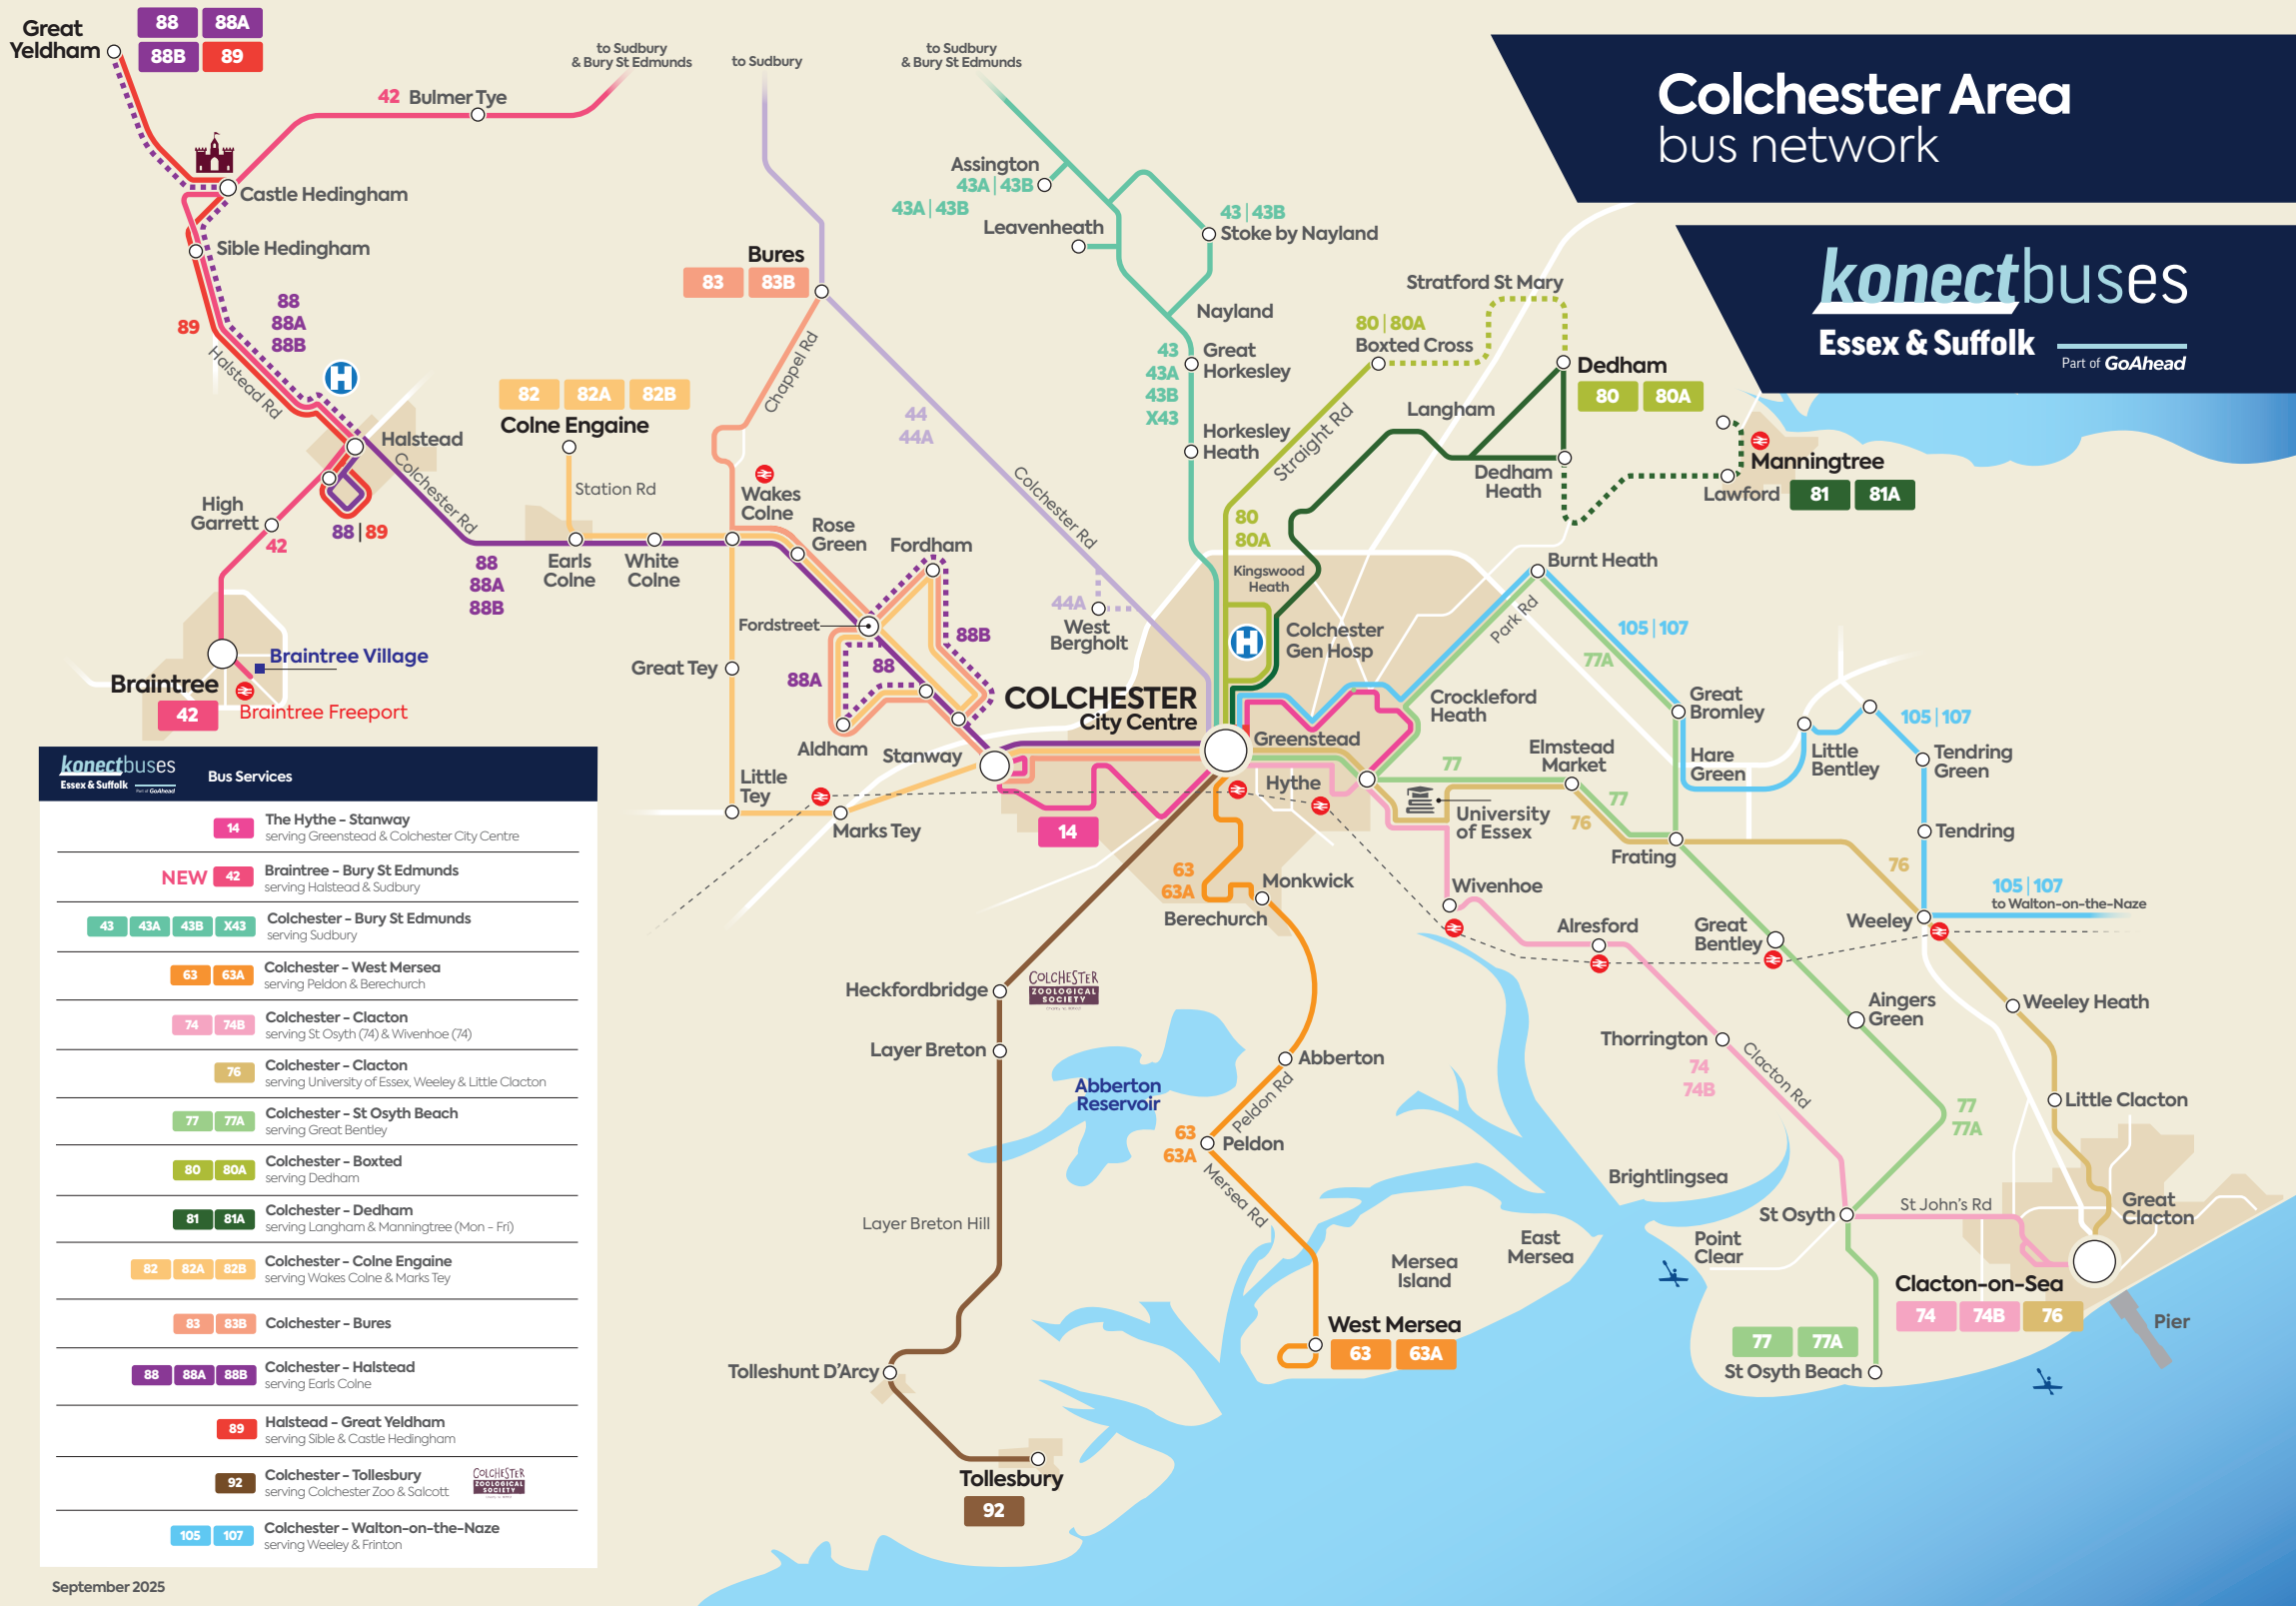 Great
Yeldham
88 88A
88B 89
to Sudbury
& Bury St Edmunds
to Sudbury
to Sudbury
& Bury St Edmunds
Colchester Area
bus network
konectbuses
Essex & Suffolk
Part of GoAhead
42 Bulmer Tye
Castle Hedingham
Sible Hedingham
88
88A
88B
89
Halstead Rd
H
Halstead
High
Garrett
42
88|89
Colchester Rd
88
88A
88B
Braintree Village
Braintree
42
Braintree Freeport
82 82A 82B
Colne Engaine
Station Rd
Earls
Colne
White
Colne
Bures
83 83B
Chappel Rd
Wakes
Colne
Rose
Green
Fordham
Fordstreet
88B
88
88A
Aldham
Great Tey
Little
Tey
Marks Tey
Stanway
44
44A
Colchester Rd
44A
West
Bergholt
Assington
43A|43B
43A|43B
Leavenheath
43|43B
Stoke by Nayland
Nayland
43
43A
43B
X43
Great
Horkesley
Horkesley
Heath
Stratford St Mary
80|80A
Boxted Cross
Straight Rd
80
80A
Dedham
80 80A
Langham
Dedham
Heath
Manningtree
Lawford
81 81A
Kingswood
Heath
H
Colchester
Gen Hosp
COLCHESTER
City Centre
Greenstead
Hythe
14
Burnt Heath
Park Rd
105|107
77A
Crockleford
Heath
Great
Bromley
Hare
Green
Little
Bentley
105|107
Tendring
Green
Tendring
105|107
to Walton-on-the-Naze
Elmstead
Market
77
77
76
University
of Essex
Frating
76
Weeley
Wivenhoe
Alresford
Great
Bentley
Weeley Heath
Aingers
Green
Thorrington
74
74B
Clacton Rd
77
77A
Little Clacton
Great
Clacton
Brightlingsea
St Osyth
St John's Rd
Point
Clear
Clacton-on-Sea
74 74B 76
Pier
77 77A
St Osyth Beach
63
63A
Monkwick
Berechurch
Abberton
Peldon Rd
63
63A
Peldon
Mersea Rd
Abberton
Reservoir
Mersea
Island
East
Mersea
West Mersea
63 63A
Heckfordbridge
COLCHESTER
ZOOLOGICAL
SOCIETY
Layer Breton
Layer Breton Hill
Tolleshunt D'Arcy
Tollesbury
92
konectbuses
Essex & Suffolk
Part of GoAhead
Bus Services
14 The Hythe - Stanway
serving Greenstead & Colchester City Centre
NEW 42 Braintree - Bury St Edmunds
serving Halstead & Sudbury
43 43A 43B X43 Colchester - Bury St Edmunds
serving Sudbury
63 63A Colchester - West Mersea
serving Peldon & Berechurch
74 74B Colchester - Clacton
serving St Osyth (74) & Wivenhoe (74)
76 Colchester - Clacton
serving University of Essex, Weeley & Little Clacton
77 77A Colchester - St Osyth Beach
serving Great Bentley
80 80A Colchester - Boxted
serving Dedham
81 81A Colchester - Dedham
serving Langham & Manningtree (Mon - Fri)
82 82A 82B Colchester - Colne Engaine
serving Wakes Colne & Marks Tey
83 83B Colchester - Bures
88 88A 88B Colchester - Halstead
serving Earls Colne
89 Halstead - Great Yeldham
serving Sible & Castle Hedingham
92 Colchester - Tollesbury
serving Colchester Zoo & Salcott
COLCHESTER
ZOOLOGICAL
SOCIETY
105 107 Colchester - Walton-on-the-Naze
serving Weeley & Frinton
September 2025